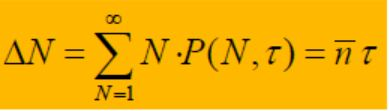 ΔN = ∑_{N=1}^{∞} N·P(N, τ) = n̅ τ